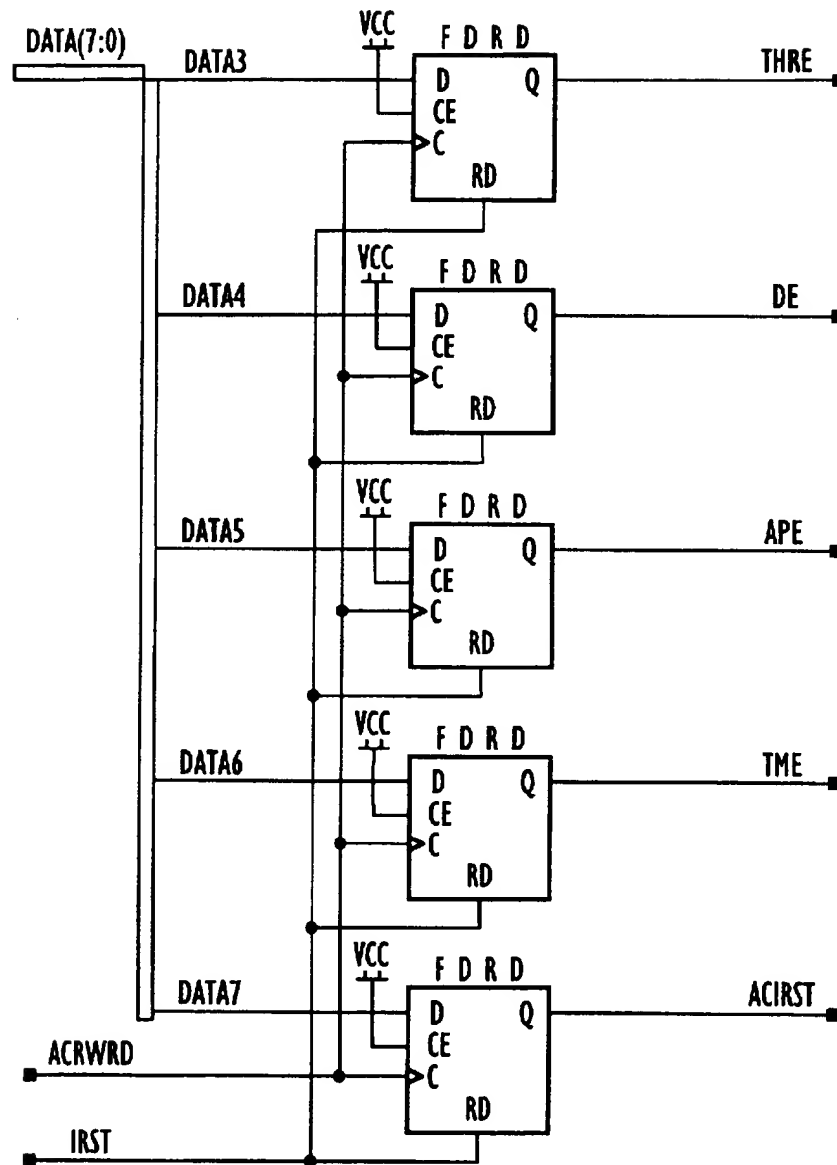 DATA(7:0)
VCC
F D R D
DATA3
D Q
THRE
CE
C
RD
VCC
F D R D
DATA4
D Q
DE
CE
C
RD
VCC
F D R D
DATA5
D Q
APE
CE
C
RD
VCC
F D R D
DATA6
D Q
TME
CE
C
RD
VCC
F D R D
DATA7
D Q
ACIRST
CE
C
RD
ACRWRD
IRST